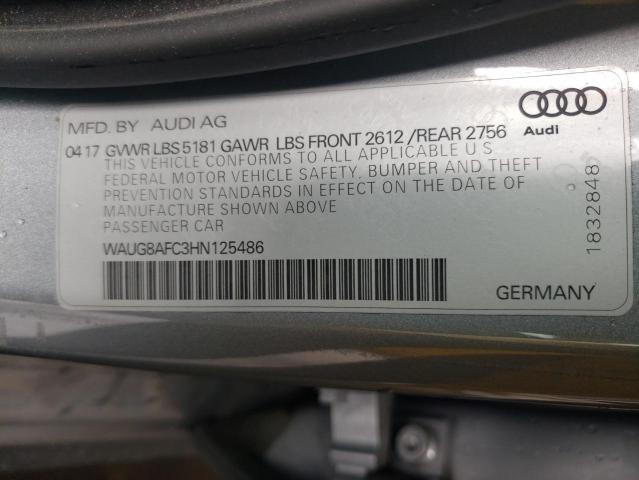 MFD. BY AUDI AG
Audi
04 17 GVWR LBS 5181 GAWR LBS FRONT 2612 /REAR 2756
THIS VEHICLE CONFORMS TO ALL APPLICABLE U S
FEDERAL MOTOR VEHICLE SAFETY, BUMPER AND THEFT
PREVENTION STANDARDS IN EFFECT ON THE DATE OF
MANUFACTURE SHOWN ABOVE
PASSENGER CAR
WAUG8AFC3HN125486
GERMANY
18328485